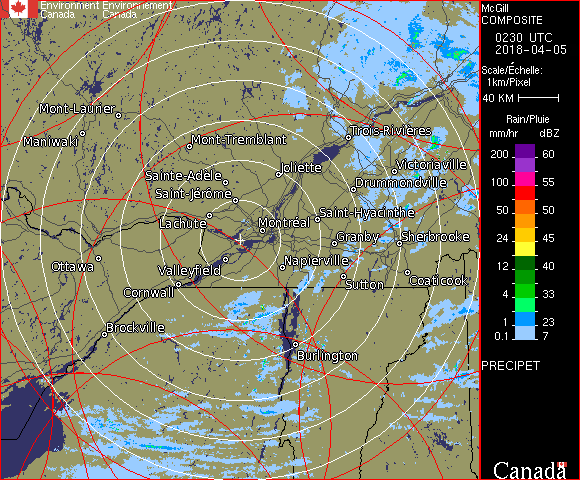 Environment Environnement
Canada Canada
McGill
COMPOSITE
0230 UTC
2018-04-05
Scale/Échelle:
1km/Pixel
40 KM
Rain/Pluie
mm/hr dBZ
200 60
100 55
50 50
24 45
12 40
4 33
1 23
0.1 7
PRECIPET
Canada
Mont-Laurier
Maniwaki
Mont-Tremblant
Trois-Rivières
Sainte-Adèle
Joliette
Victoriaville
Saint-Jérôme
Drummondville
Lachute
Montréal
Saint-Hyacinthe
Granby
Sherbrooke
Ottawa
Valleyfield
Napierville
Cornwall
Sutton
Coaticook
Brockville
Burlington